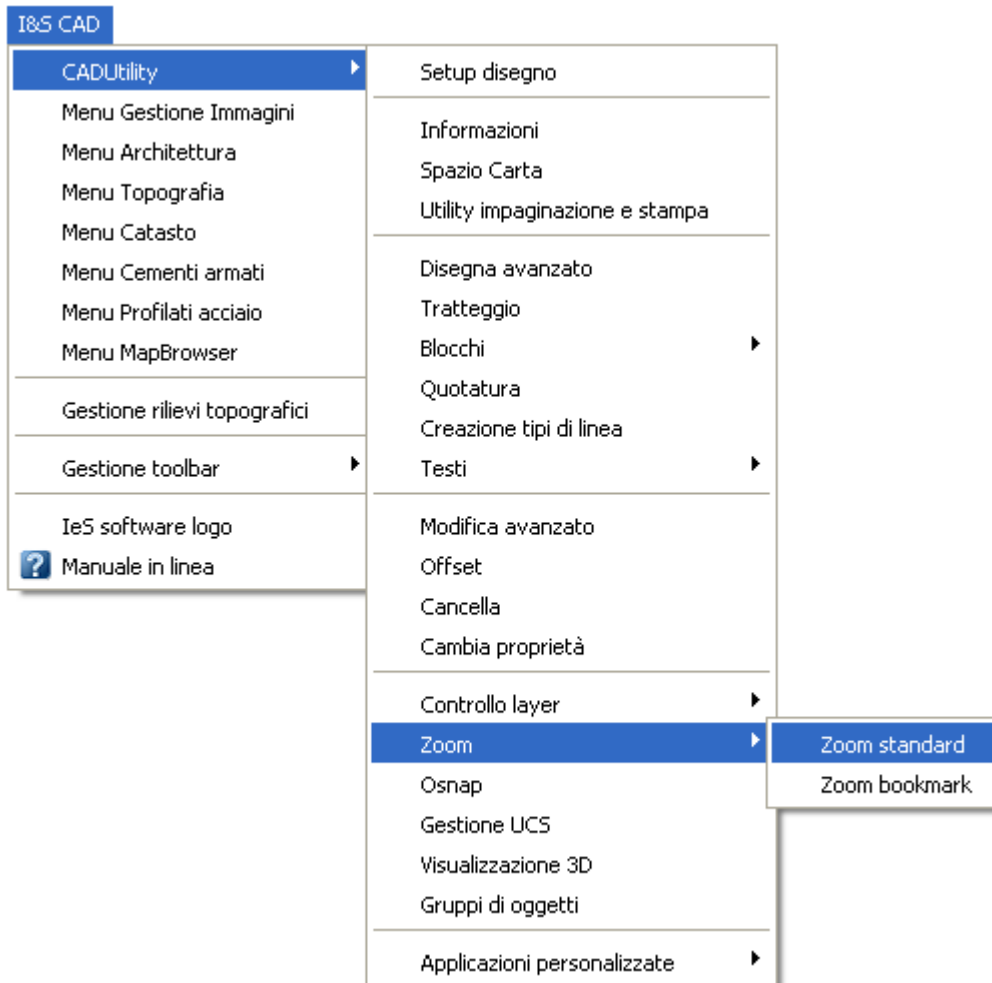 I&S CAD
CADUtility
Menu Gestione Immagini
Menu Architettura
Menu Topografia
Menu Catasto
Menu Cementi armati
Menu Profilati acciaio
Menu MapBrowser
Gestione rilievi topografici
Gestione toolbar
IeS software logo
Manuale in linea
Setup disegno
Informazioni
Spazio Carta
Utility impaginazione e stampa
Disegna avanzato
Tratteggio
Blocchi
Quotatura
Creazione tipi di linea
Testi
Modifica avanzato
Offset
Cancella
Cambia proprietà
Controllo layer
Zoom
Osnap
Gestione UCS
Visualizzazione 3D
Gruppi di oggetti
Applicazioni personalizzate
Zoom standard
Zoom bookmark